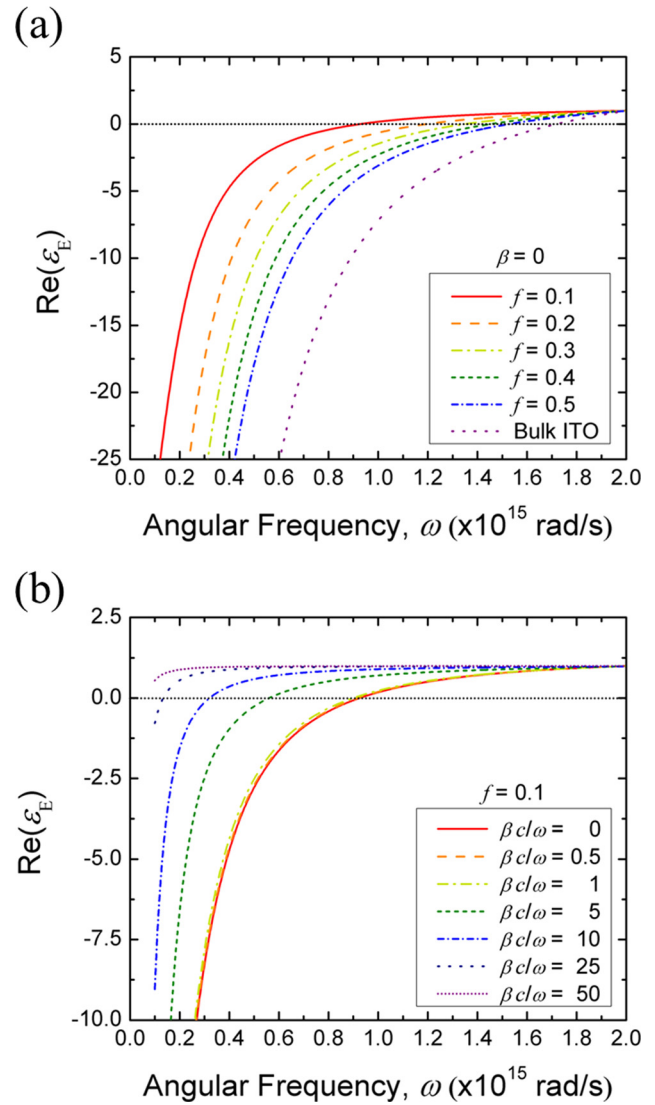 (a)
5
0
-5
-10
-15
-20
-25
Re(εE)
β = 0
f = 0.1
f = 0.2
f = 0.3
f = 0.4
f = 0.5
Bulk ITO
0.0 0.2 0.4 0.6 0.8 1.0 1.2 1.4 1.6 1.8 2.0
Angular Frequency, ω (x10¹⁵ rad/s)
(b)
2.5
0.0
-2.5
-5.0
-7.5
-10.0
Re(εE)
f = 0.1
βc/ω = 0
βc/ω = 0.5
βc/ω = 1
βc/ω = 5
βc/ω = 10
βc/ω = 25
βc/ω = 50
0.0 0.2 0.4 0.6 0.8 1.0 1.2 1.4 1.6 1.8 2.0
Angular Frequency, ω (x10¹⁵ rad/s)